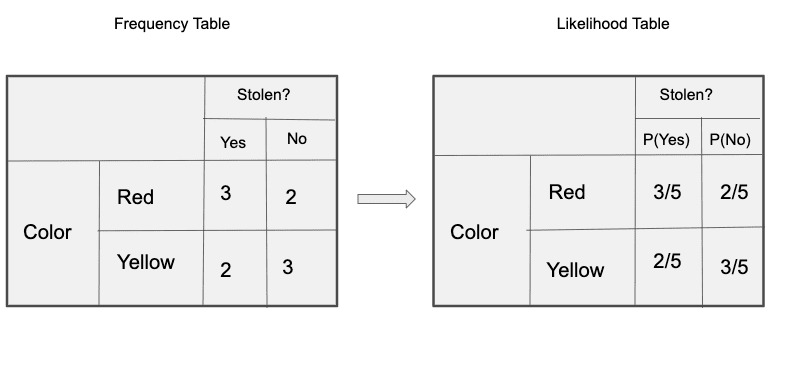 Frequency Table
Stolen?
Yes No
Color Red 3 2
Yellow 2 3
Likelihood Table
Stolen?
P(Yes) P(No)
Color Red 3/5 2/5
Yellow 2/5 3/5